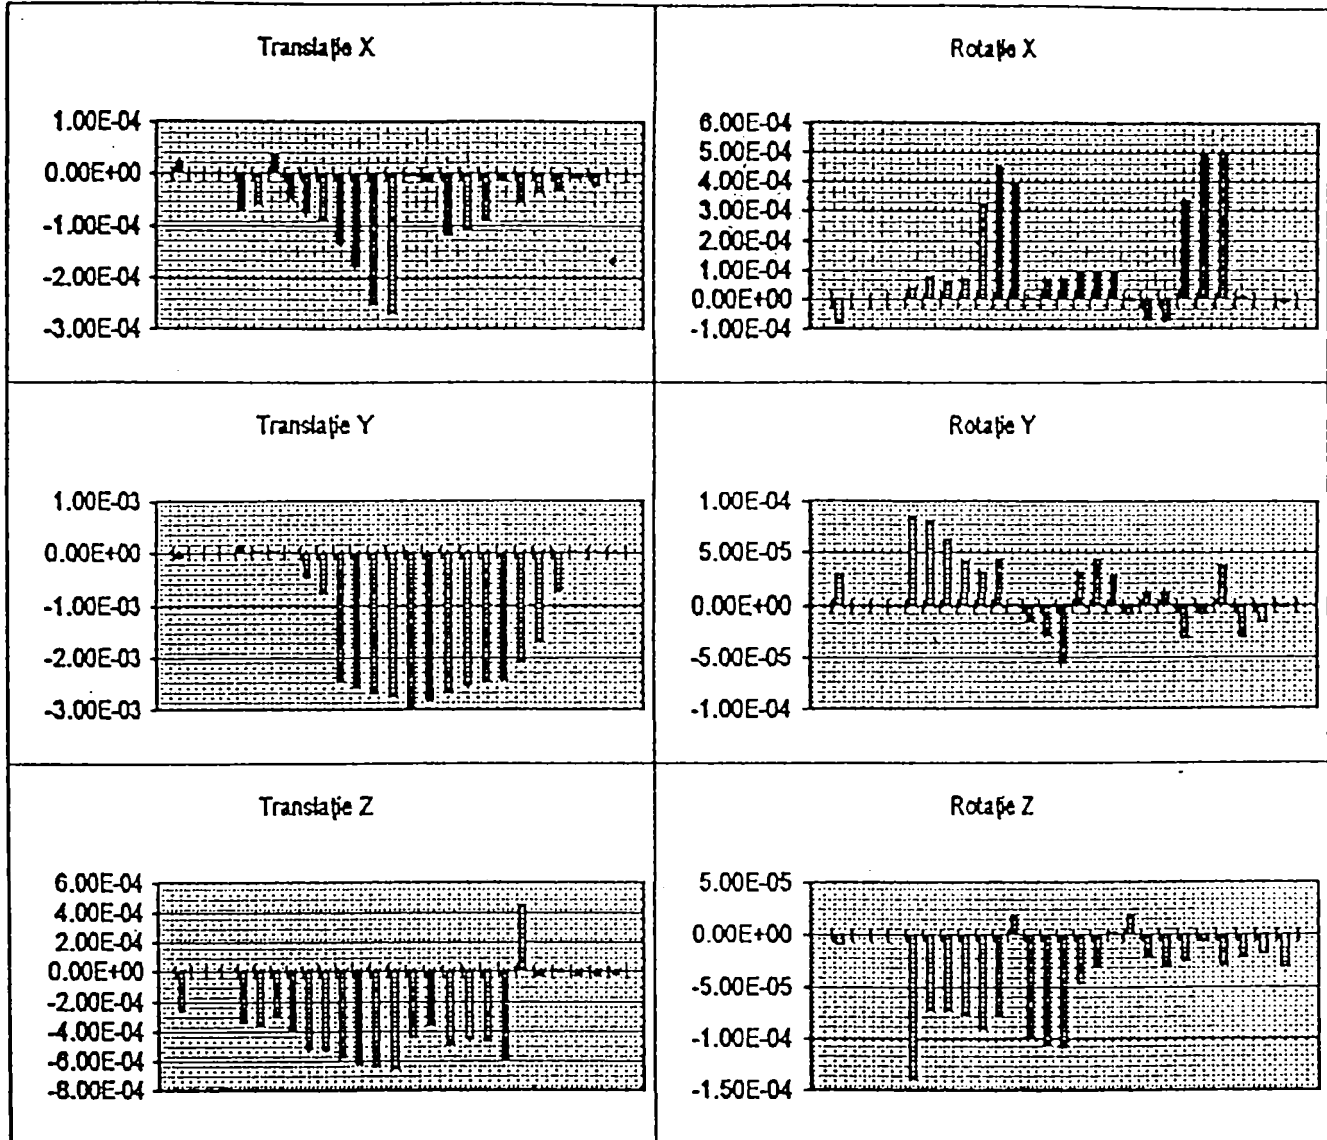 Translaţie X
1.00E-04
0.00E+00
-1.00E-04
-2.00E-04
-3.00E-04
Rotaţie X
6.00E-04
5.00E-04
4.00E-04
3.00E-04
2.00E-04
1.00E-04
0.00E+00
-1.00E-04
Translaţie Y
1.00E-03
0.00E+00
-1.00E-03
-2.00E-03
-3.00E-03
Rotaţie Y
1.00E-04
5.00E-05
0.00E+00
-5.00E-05
-1.00E-04
Translaţie Z
6.00E-04
4.00E-04
2.00E-04
0.00E+00
-2.00E-04
-4.00E-04
-6.00E-04
-8.00E-04
Rotaţie Z
5.00E-05
0.00E+00
-5.00E-05
-1.00E-04
-1.50E-04